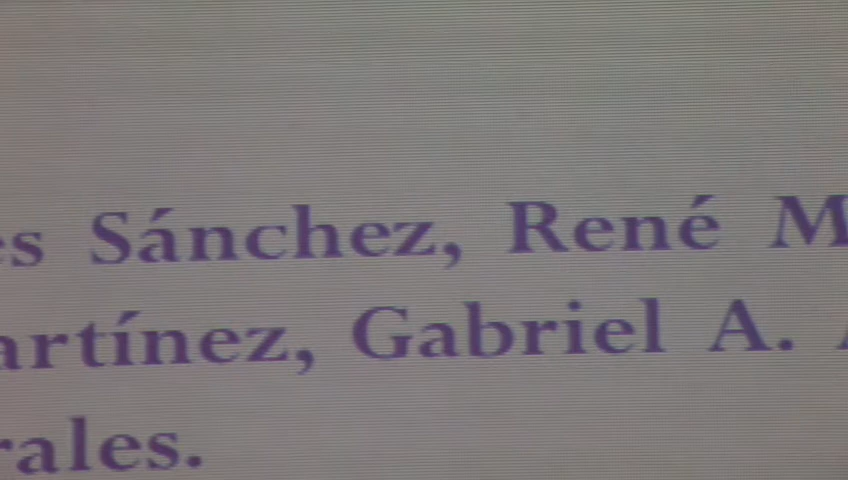 es Sánchez, René M
artínez, Gabriel A.
rales.